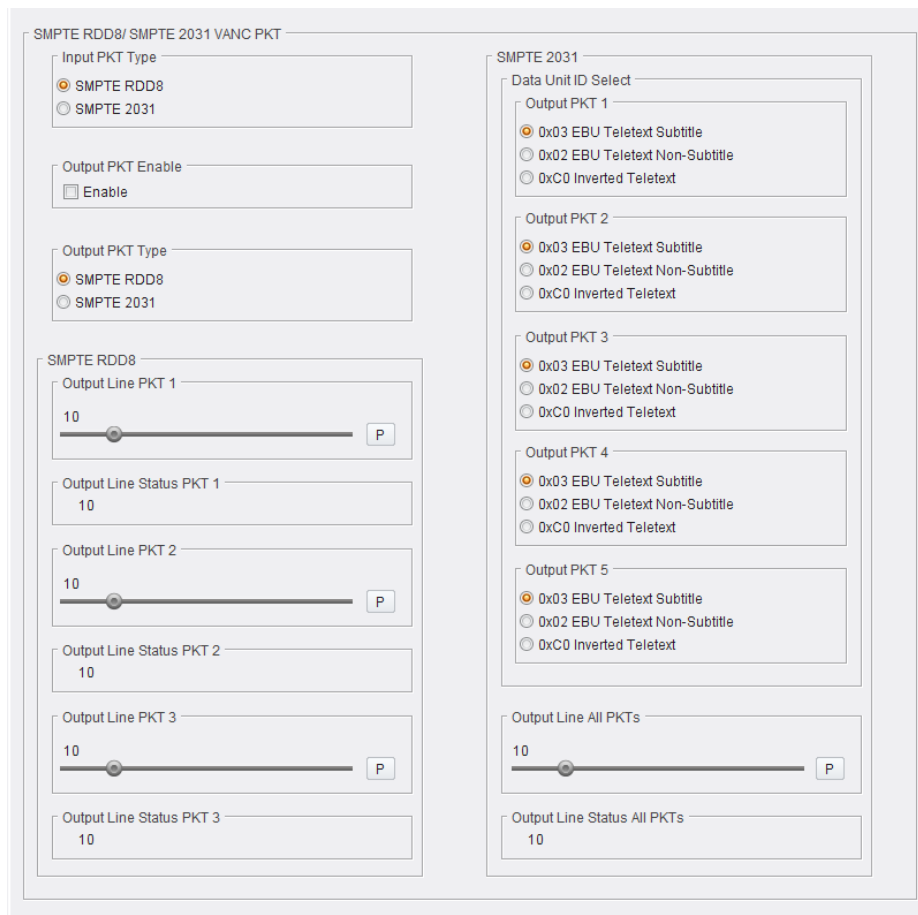 SMPTE RDD8/ SMPTE 2031 VANC PKT
Input PKT Type
SMPTE RDD8
SMPTE 2031
Output PKT Enable
Enable
Output PKT Type
SMPTE RDD8
SMPTE 2031
SMPTE RDD8
Output Line PKT 1
10
P
Output Line Status PKT 1
10
Output Line PKT 2
10
P
Output Line Status PKT 2
10
Output Line PKT 3
10
P
Output Line Status PKT 3
10
SMPTE 2031
Data Unit ID Select
Output PKT 1
0x03 EBU Teletext Subtitle
0x02 EBU Teletext Non-Subtitle
0xC0 Inverted Teletext
Output PKT 2
0x03 EBU Teletext Subtitle
0x02 EBU Teletext Non-Subtitle
0xC0 Inverted Teletext
Output PKT 3
0x03 EBU Teletext Subtitle
0x02 EBU Teletext Non-Subtitle
0xC0 Inverted Teletext
Output PKT 4
0x03 EBU Teletext Subtitle
0x02 EBU Teletext Non-Subtitle
0xC0 Inverted Teletext
Output PKT 5
0x03 EBU Teletext Subtitle
0x02 EBU Teletext Non-Subtitle
0xC0 Inverted Teletext
Output Line All PKTs
10
P
Output Line Status All PKTs
10